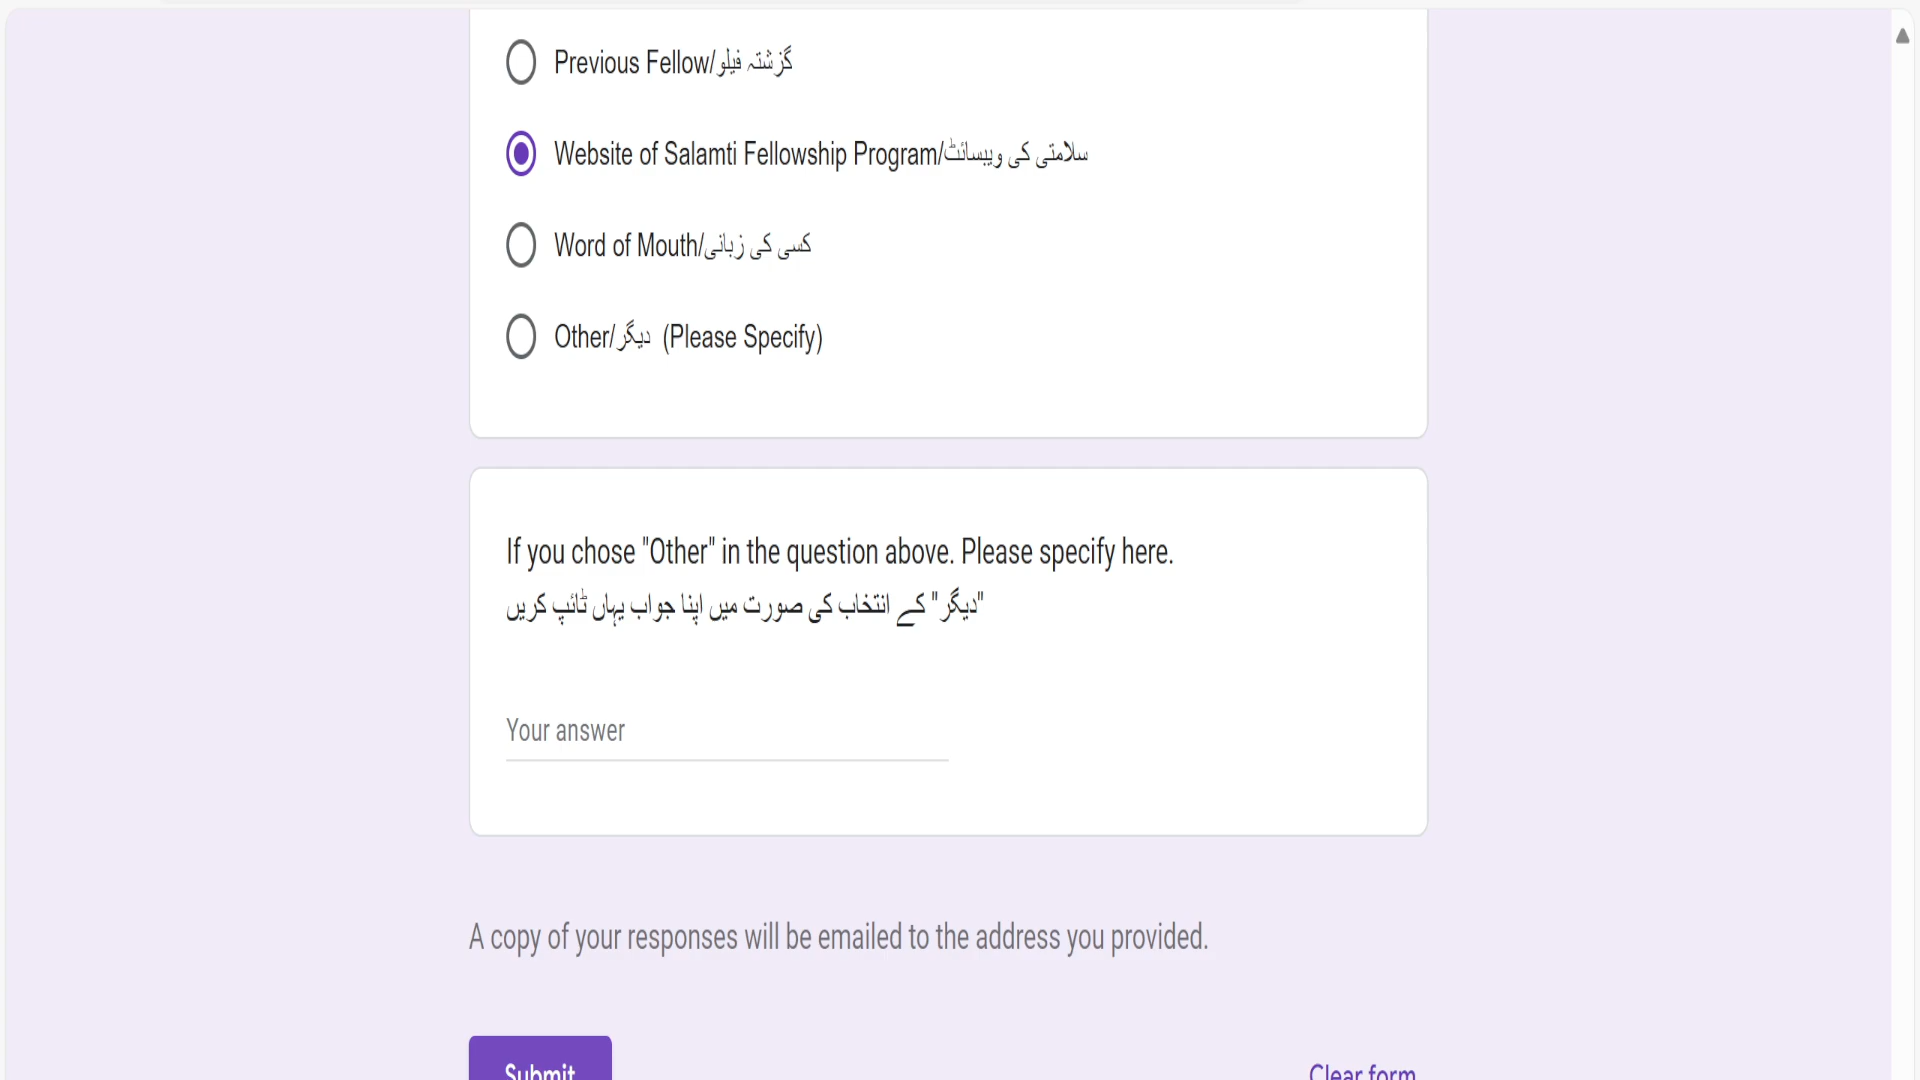 Previous Fellow/گزشتہ فیلو
Website of Salamti Fellowship Program/سلامتی کی ویبسائٹ
Word of Mouth/کسی کی زبانی
Other/دیگر (Please Specify)
If you chose "Other" in the question above. Please specify here.
"دیگر" کے انتخاب کی صورت میں اپنا جواب یہاں ٹائپ کریں
Your answer
A copy of your responses will be emailed to the address you provided.
Submit
Clear form